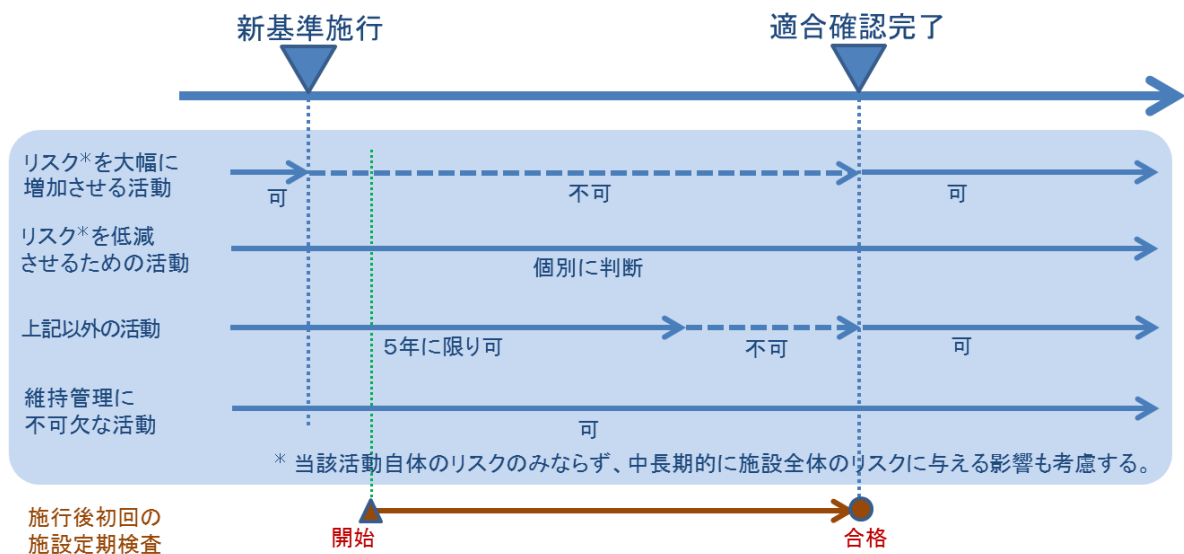 新基準施行
適合確認完了
リスク*を大幅に
増加させる活動
可
不可
可
リスク*を低減
させるための活動
個別に判断
上記以外の活動
5年に限り可
不可
可
維持管理に
不可欠な活動
可
* 当該活動自体のリスクのみならず、中長期的に施設全体のリスクに与える影響も考慮する。
施行後初回の
施設定期検査
開始
合格